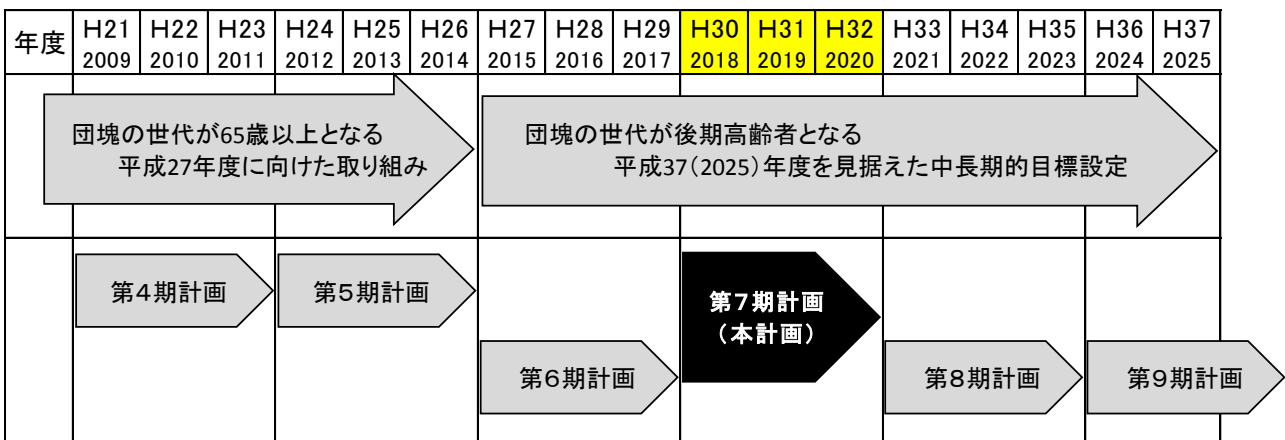 年度 H21 H22 H23 H24 H25 H26 H27 H28 H29 H30 H31 H32 H33 H34 H35 H36 H37
2009 2010 2011 2012 2013 2014 2015 2016 2017 2018 2019 2020 2021 2022 2023 2024 2025
団塊の世代が65歳以上となる
平成27年度に向けた取り組み
団塊の世代が後期高齢者となる
平成37(2025)年度を見据えた中長期的目標設定
第4期計画
第5期計画
第7期計画
(本計画)
第6期計画
第8期計画
第9期計画